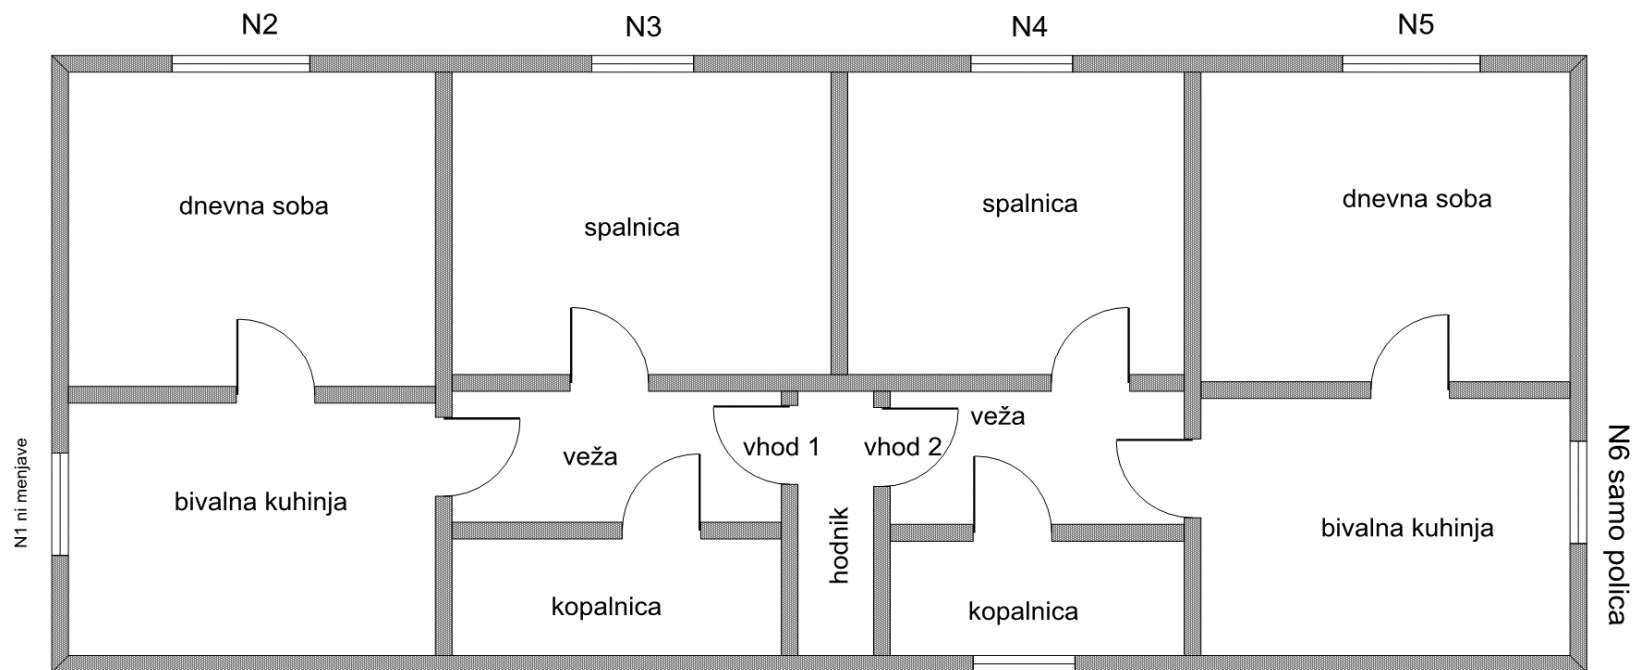 N2
N3
N4
N5
dnevna soba
spalnica
spalnica
dnevna soba
N1 ni menjave
bivalna kuhinja
veža
vhod 1
vhod 2
veža
hodnik
bivalna kuhinja
N6 samo polica
kopalnica
kopalnica